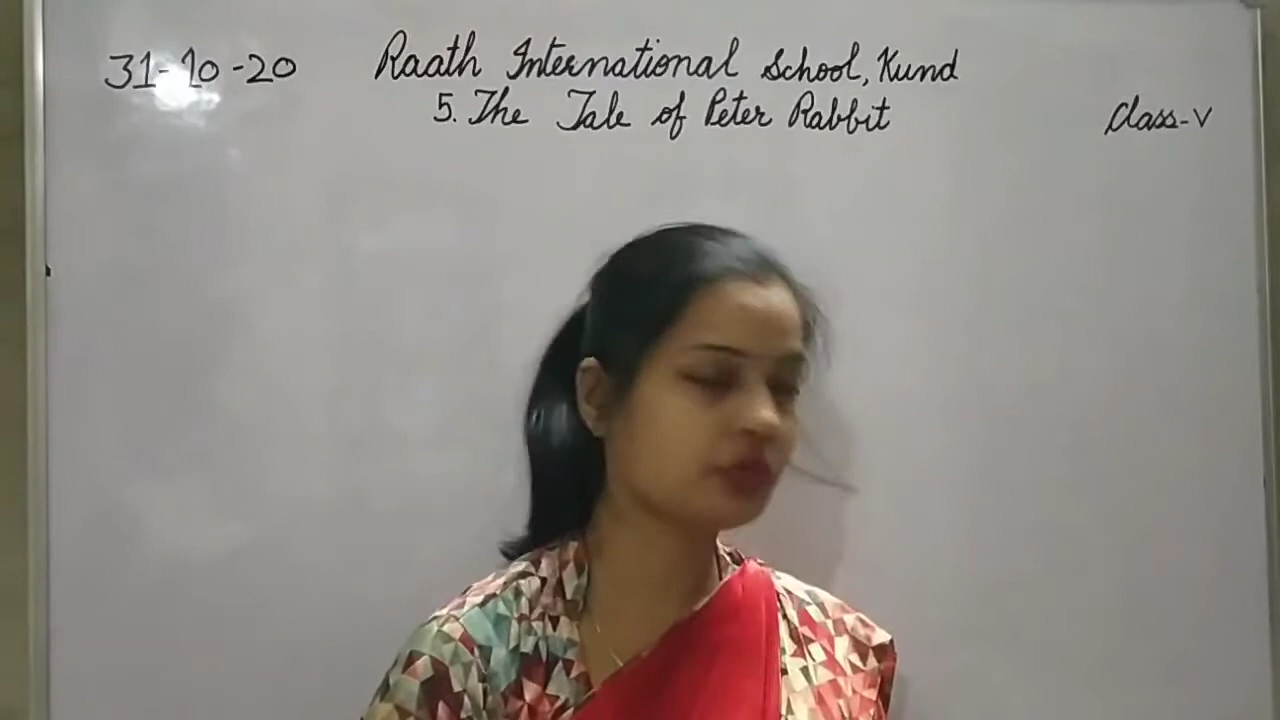 31-10-20 Raath International School, Kund
5. The Tale of Peter Rabbit
Class-V